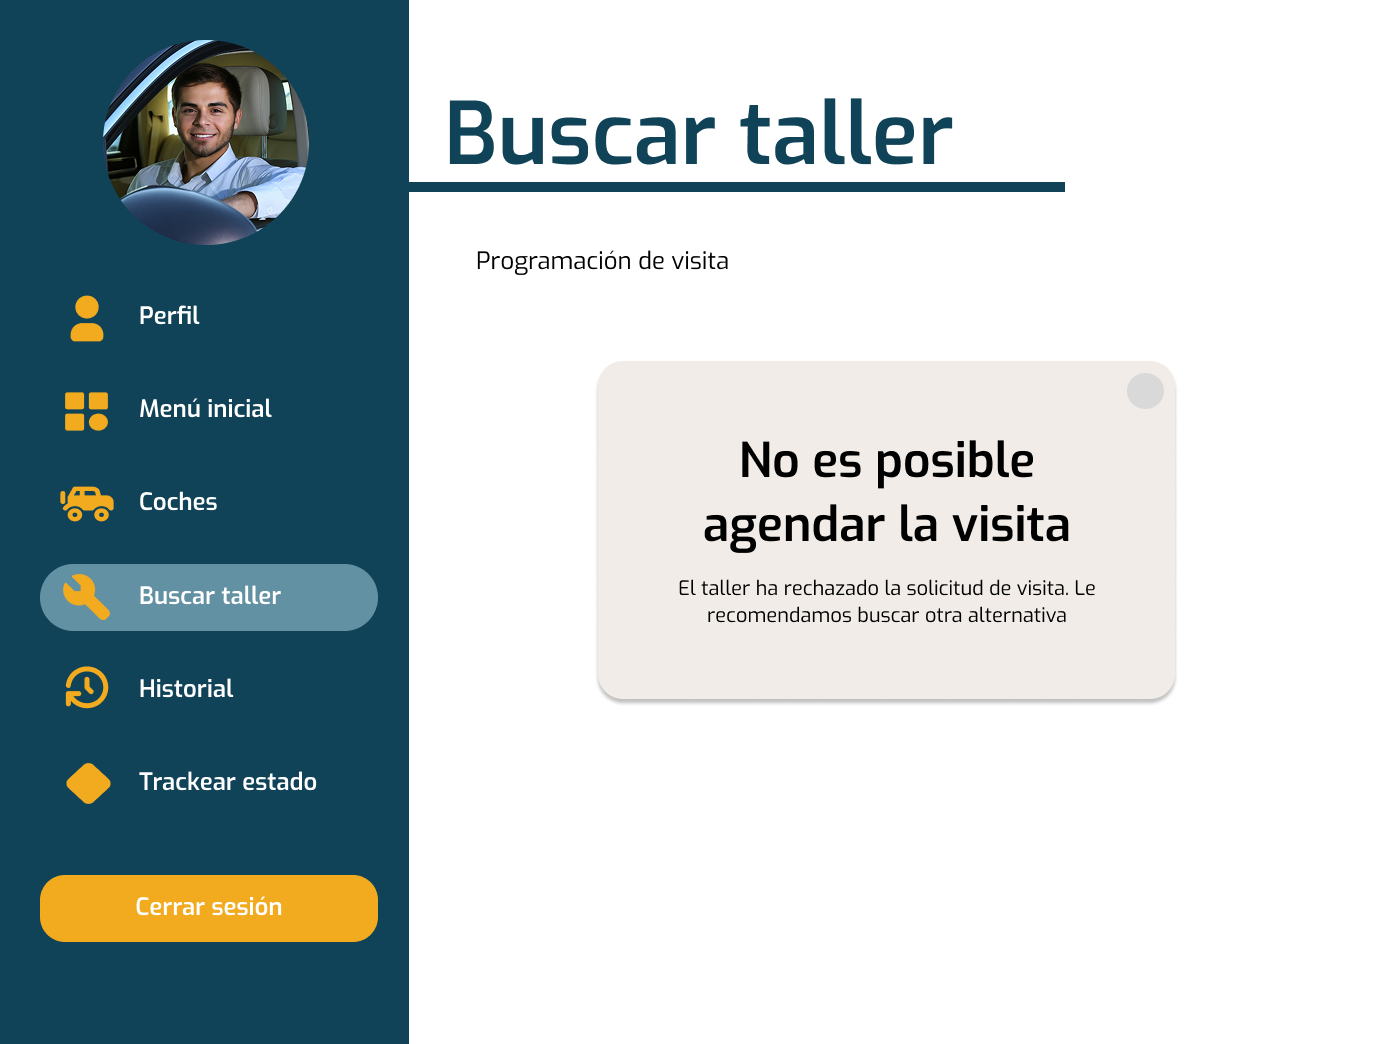 Buscar taller
Programación de visita
Perfil
Menú inicial
Coches
Buscar taller
Historial
Trackear estado
Cerrar sesión
No es posible
agendar la visita
El taller ha rechazado la solicitud de visita. Le
recomendamos buscar otra alternativa